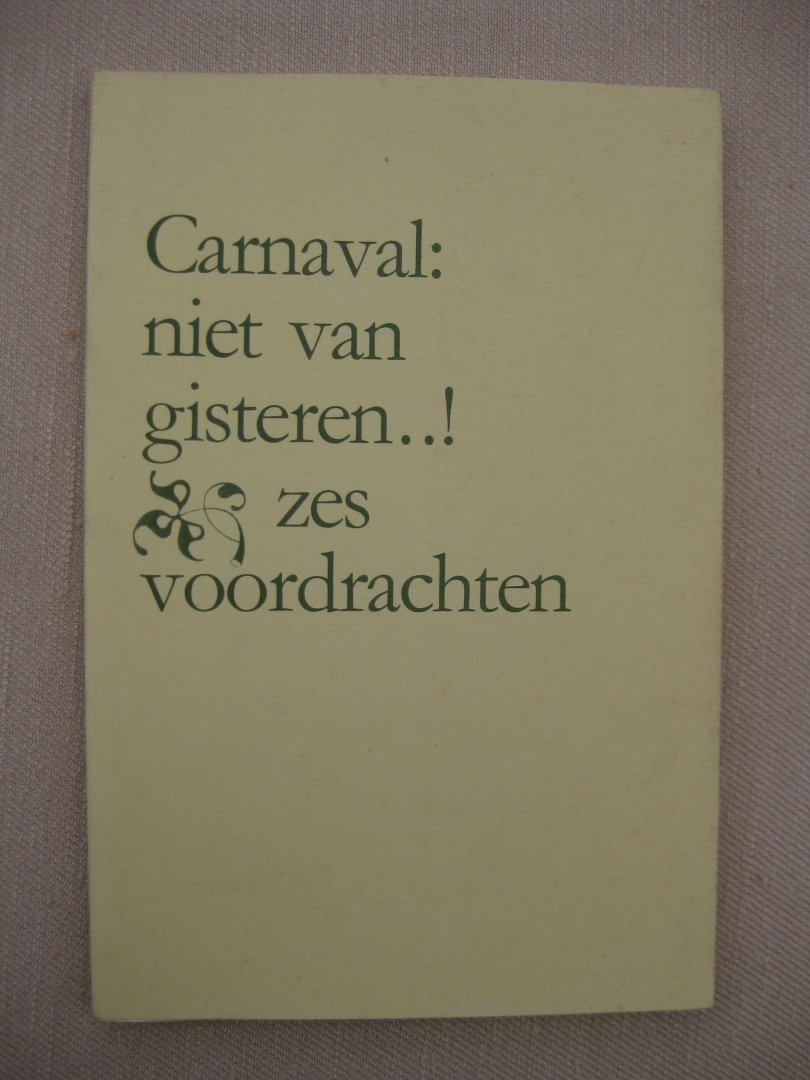 Carnaval:
niet van
gisteren..!
zes
voordrachten